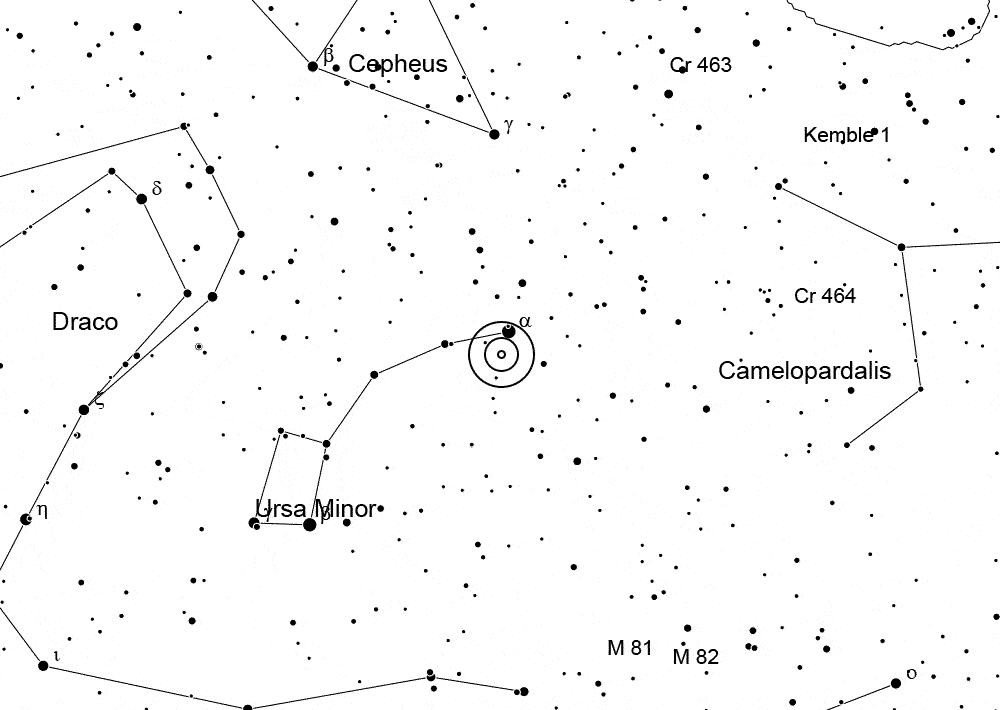 β
Cepheus
Cr 463
γ
Kemble 1
δ
Cr 464
Draco
α
Camelopardalis
ζ
η
Ursa Minor
γ
β
M 81
M 82
ι
ο